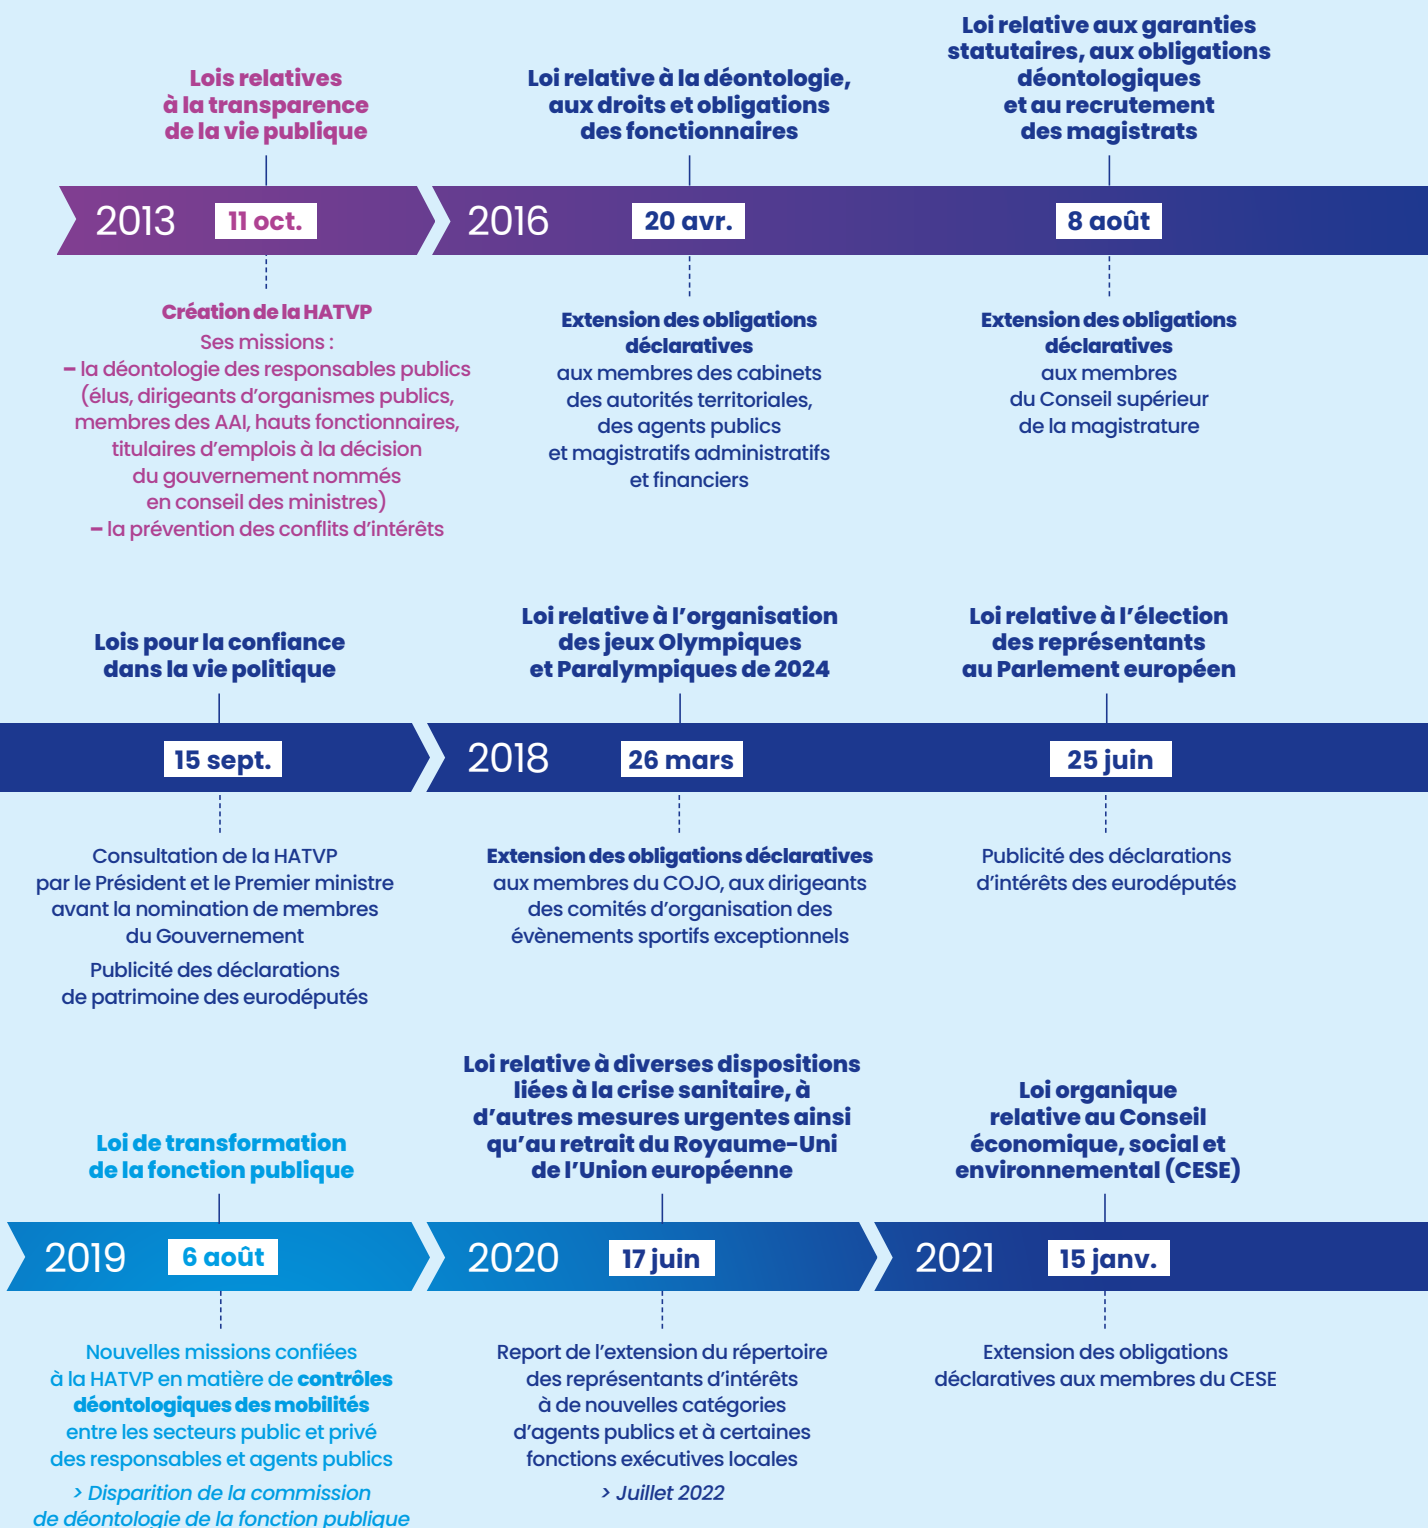 Lois relatives
à la transparence
de la vie publique
2013
11 oct.
Création de la HATVP
Ses missions :
– la déontologie des responsables publics
(élus, dirigeants d’organismes publics,
membres des AAI, hauts fonctionnaires,
titulaires d’emplois à la décision
du gouvernement nommés
en conseil des ministres)
– la prévention des conflits d’intérêts
Loi relative à la déontologie,
aux droits et obligations
des fonctionnaires
2016
20 avr.
Extension des obligations
déclaratives
aux membres des cabinets
des autorités territoriales,
des agents publics
et magistratifs administratifs
et financiers
Loi relative aux garanties
statutaires, aux obligations
déontologiques
et au recrutement
des magistrats
8 août
Extension des obligations
déclaratives
aux membres
du Conseil supérieur
de la magistrature
Lois pour la confiance
dans la vie politique
15 sept.
Consultation de la HATVP
par le Président et le Premier ministre
avant la nomination de membres
du Gouvernement
Publicité des déclarations
de patrimoine des eurodéputés
Loi relative à l’organisation
des jeux Olympiques
et Paralympiques de 2024
2018
26 mars
Extension des obligations déclaratives
aux membres du COJO, aux dirigeants
des comités d’organisation des
évènements sportifs exceptionnels
Loi relative à l’élection
des représentants
au Parlement européen
25 juin
Publicité des déclarations
d’intérêts des eurodéputés
Loi de transformation
de la fonction publique
2019
6 août
Nouvelles missions confiées
à la HATVP en matière de contrôles
déontologiques des mobilités
entre les secteurs public et privé
des responsables et agents publics
> Disparition de la commission
de déontologie de la fonction publique
Loi relative à diverses dispositions
liées à la crise sanitaire, à
d’autres mesures urgentes ainsi
qu’au retrait du Royaume-Uni
de l’Union européenne
2020
17 juin
Report de l’extension du répertoire
des représentants d’intérêts
à de nouvelles catégories
d’agents publics et à certaines
fonctions exécutives locales
> Juillet 2022
Loi organique
relative au Conseil
économique, social et
environnemental (CESE)
2021
15 janv.
Extension des obligations
déclaratives aux membres du CESE